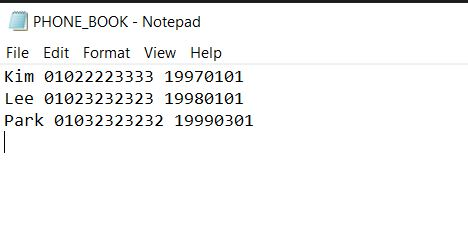 PHONE_BOOK - Notepad
File Edit Format View Help
Kim 01022223333 19970101
Lee 01023232323 19980101
Park 01032323232 19990301